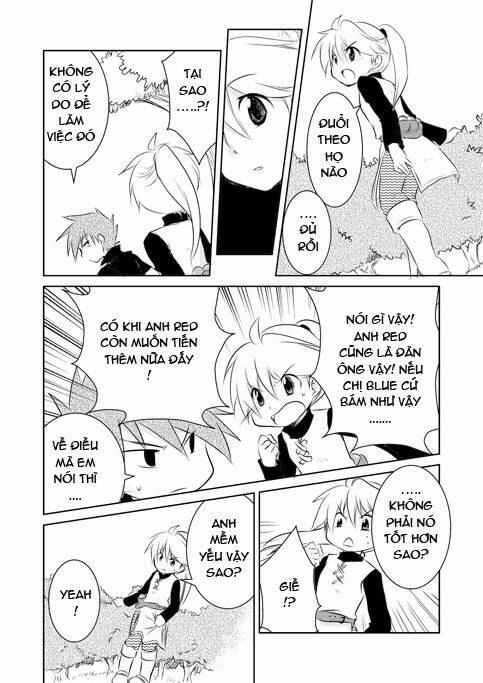 ĐUỔI
THEO
HỌ NÀO
....
ĐỦ
RỒI
TẠI
SAO
.....?!
KHÔNG
CÓ LÝ
DO ĐỂ
LÀM
VIỆC ĐÓ
NÓI GÌ VẬY!
ANH RED
CŨNG LÀ ĐÀN
ÔNG VẬY! NẾU
CHỊ BLUE CỨ
BÁM NHƯ VẬY
.......
CÓ KHI ANH RED
CÒN MUỐN TIẾN
THÊM NỮA ĐẤY
!
VỀ ĐIỀU
MÀ EM
NÓI THÌ
....
.....
KHÔNG
PHẢI NÓ
TỐT HƠN
SAO?
GIỀ
!?
ANH
MỀM
YẾU VẬY
SAO?
YEAH !